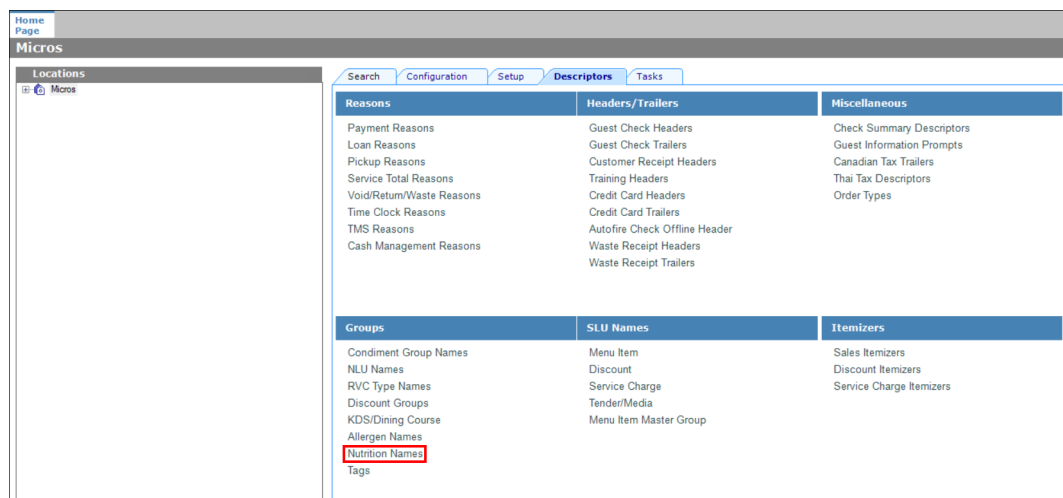 Home
Page
Micros
Locations
Micros
Search Configuration Setup Descriptors Tasks
Reasons
Payment Reasons
Loan Reasons
Pickup Reasons
Service Total Reasons
Void/Return/Waste Reasons
Time Clock Reasons
TMS Reasons
Cash Management Reasons
Headers/Trailers
Guest Check Headers
Guest Check Trailers
Customer Receipt Headers
Training Headers
Credit Card Headers
Credit Card Trailers
Autofire Check Offline Header
Waste Receipt Headers
Waste Receipt Trailers
Miscellaneous
Check Summary Descriptors
Guest Information Prompts
Canadian Tax Trailers
Thai Tax Descriptors
Order Types
Groups
Condiment Group Names
NLU Names
RVC Type Names
Discount Groups
KDS/Dining Course
Allergen Names
Nutrition Names
Tags
SLU Names
Menu Item
Discount
Service Charge
Tender/Media
Menu Item Master Group
Itemizers
Sales Itemizers
Discount Itemizers
Service Charge Itemizers